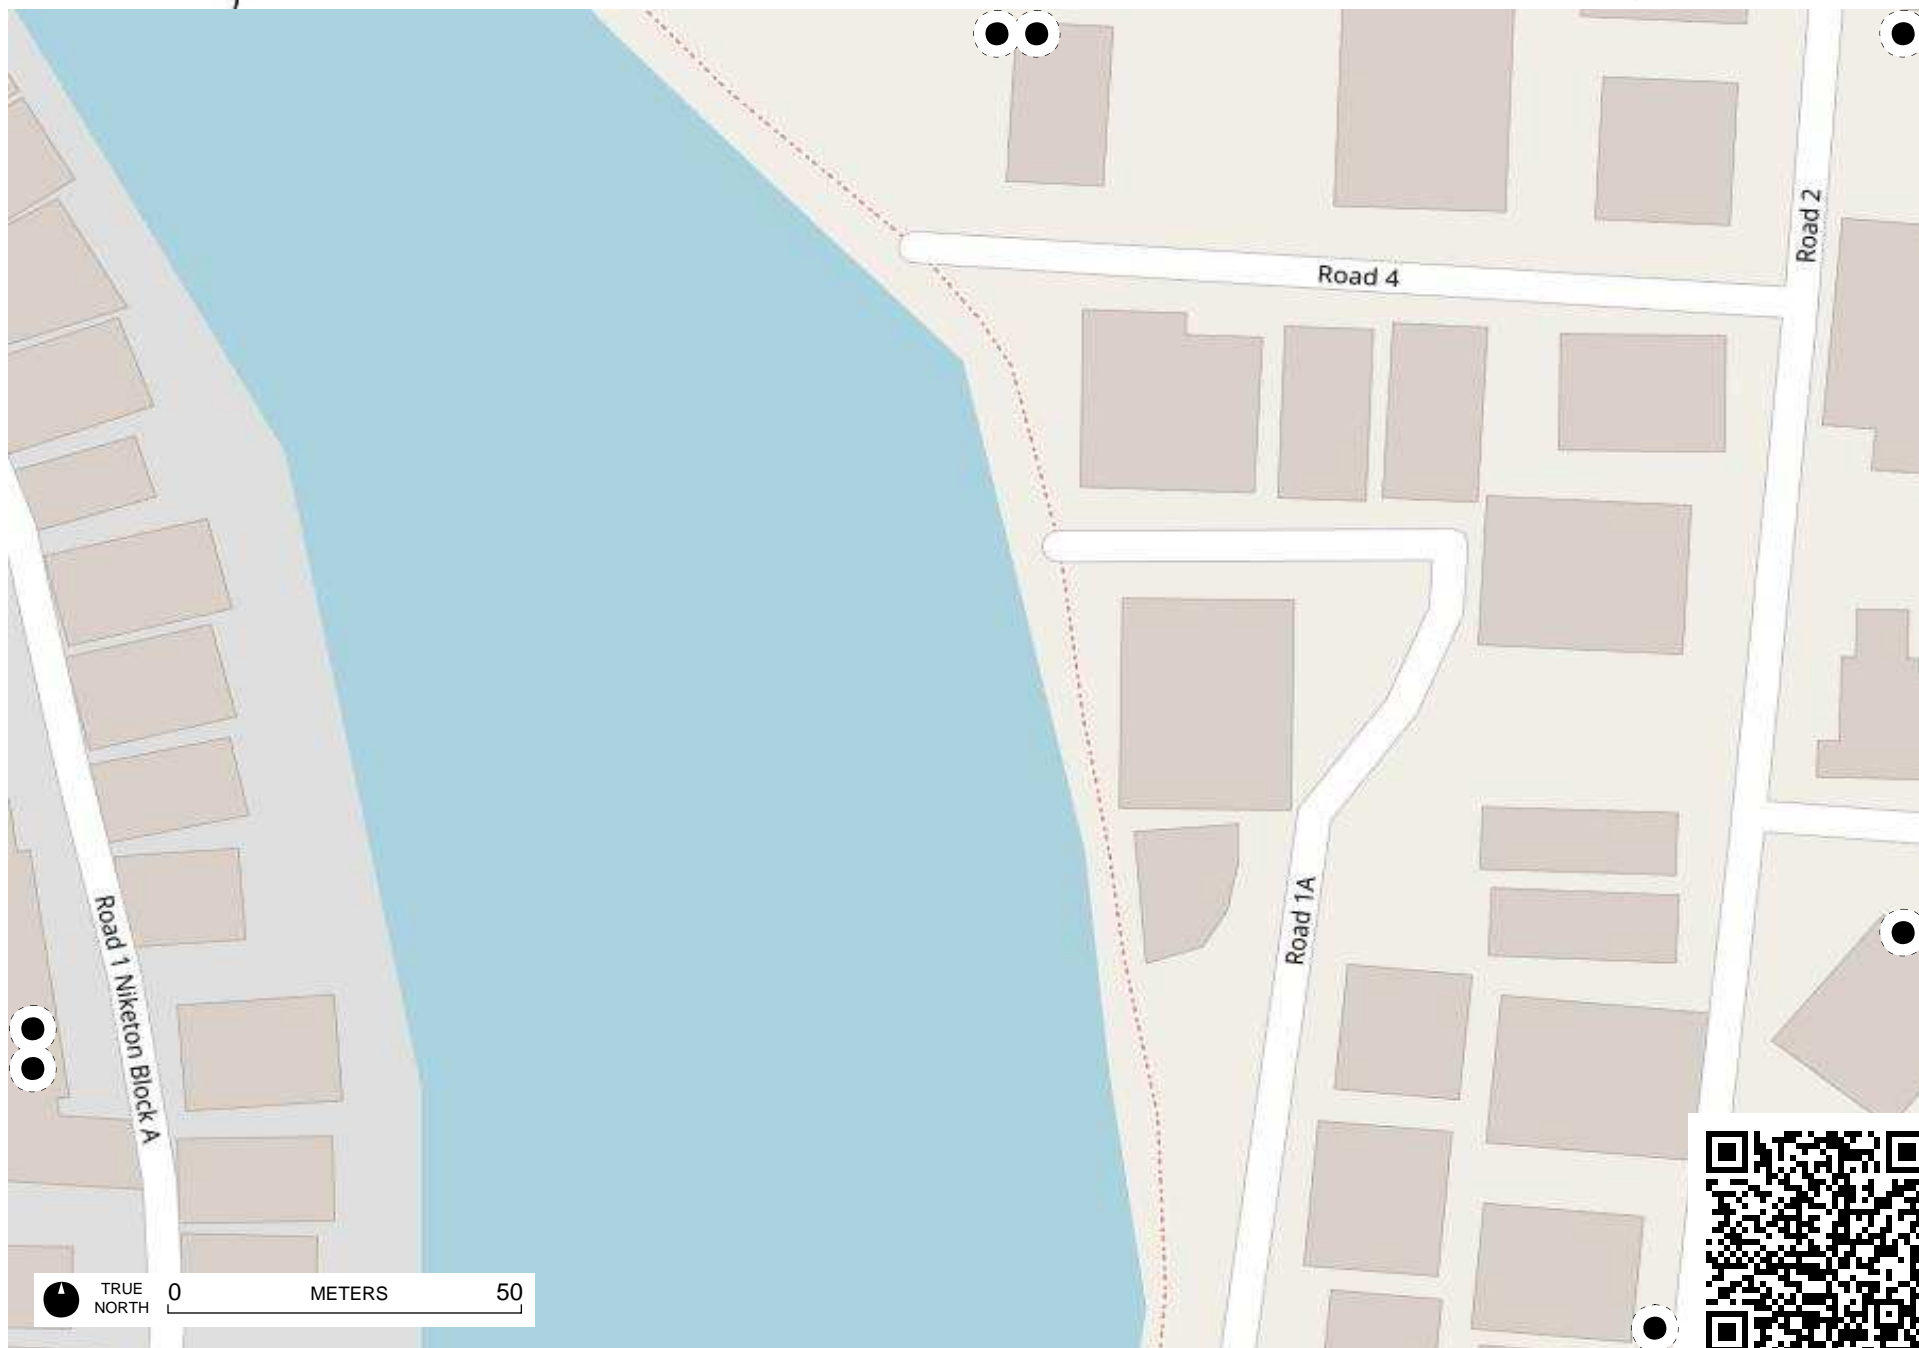 Road 2
Road 4
Road 1A
Road 1 Niketon Block A
TRUE
NORTH
0 METERS 50